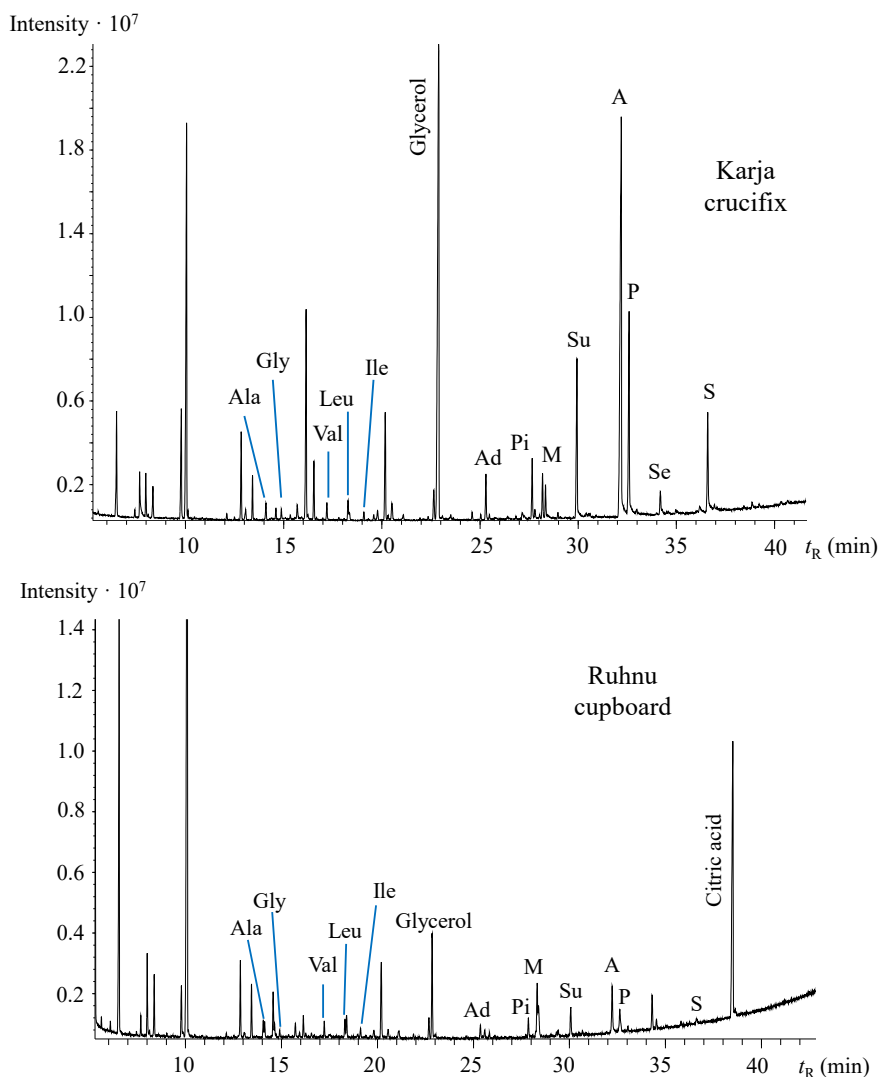 Intensity · 10⁷
2.2
1.8
1.4
1.0
0.6
0.2
Glycerol
A
Karja
crucifix
P
Su
S
Gly
Ile
Ala
Leu
Val
Ad
Pi
M
Se
10
15
20
25
30
35
40
tR (min)
Intensity · 10⁷
1.4
1.2
1.0
0.8
0.6
0.4
0.2
Ruhnu
cupboard
Citric acid
Gly
Ile
Ala
Leu
Glycerol
Val
M
A
Su
Ad
Pi
P
S
10
15
20
25
30
35
40
tR (min)